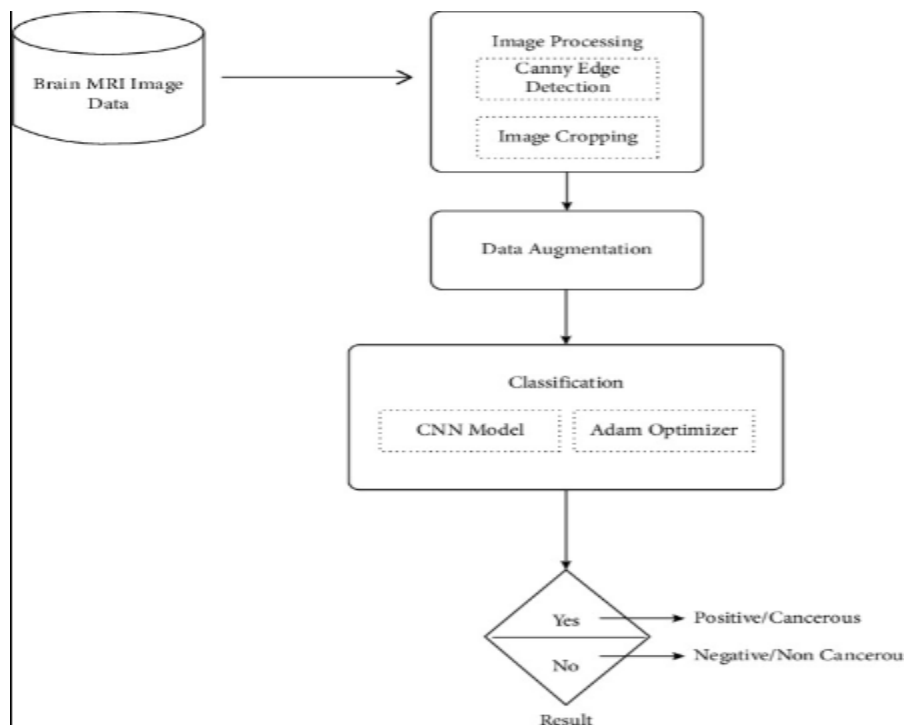 Brain MRI Image
Data
Image Processing
Canny Edge
Detection
Image Cropping
Data Augmentation
Classification
CNN Model
Adam Optimizer
Yes
Positive/Cancerous
No
Negative/Non Cancerou
Result